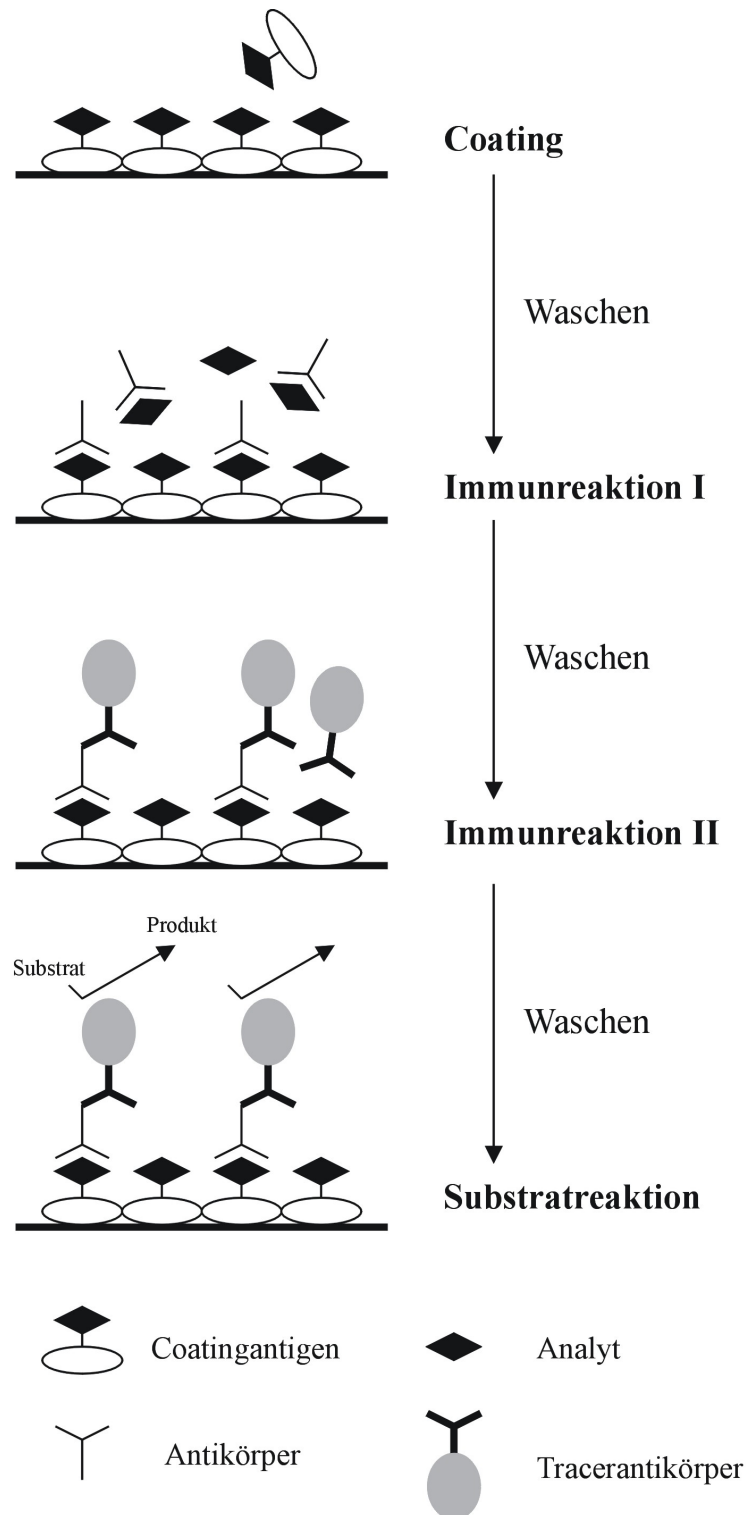 Coating
Waschen
Immunreaktion I
Waschen
Immunreaktion II
Produkt
Substrat
Waschen
Substratreaktion
Coatingantigen
Analyt
Antikörper
Tracerantikörper